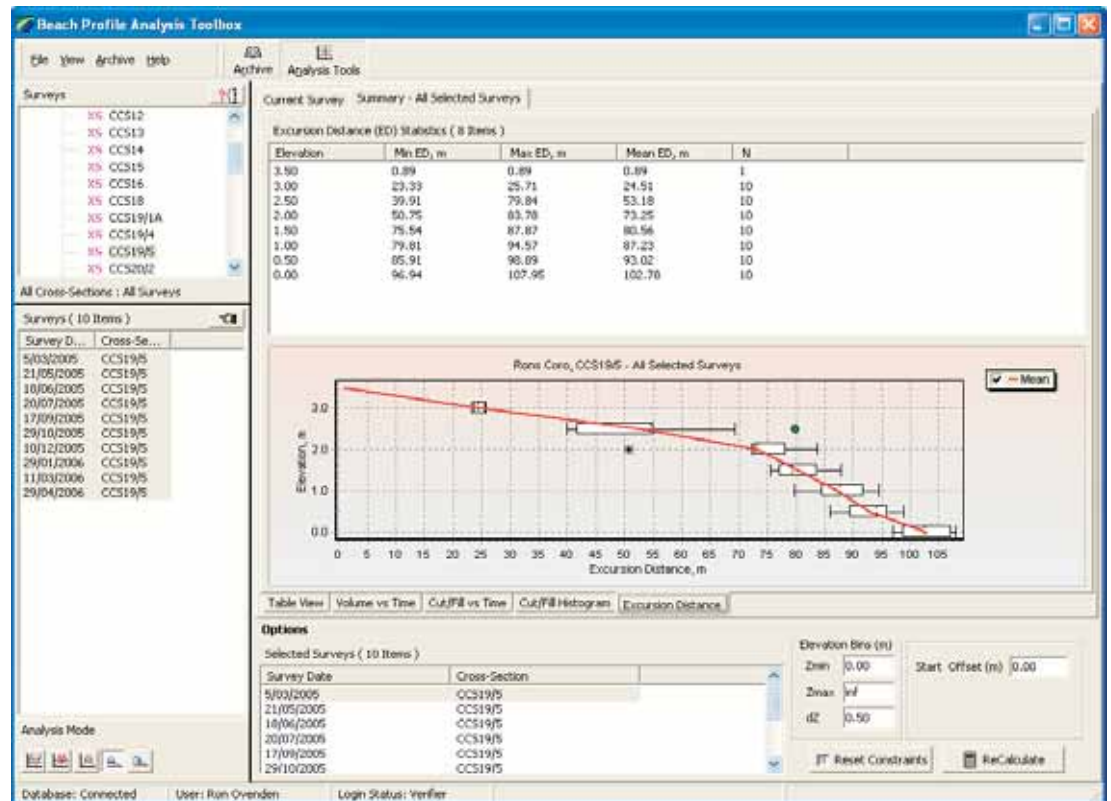 Beach Profile Analysis Toolbox
File View Archive Help
Archive Analysis Tools
Surveys
XS CCS12
XS CCS13
XS CCS14
XS CCS15
XS CCS16
XS CCS18
XS CCS19/1A
XS CCS19/4
XS CCS19/5
XS CCS20/2
All Cross-Sections : All Surveys
Surveys ( 10 Items )
Survey D... Cross-Se...
5/03/2005 CCS19/5
21/05/2005 CCS19/5
18/06/2005 CCS19/5
20/07/2005 CCS19/5
17/09/2005 CCS19/5
29/10/2005 CCS19/5
10/12/2005 CCS19/5
29/01/2006 CCS19/5
11/03/2006 CCS19/5
29/04/2006 CCS19/5
Analysis Mode
Current Survey Summary - All Selected Surveys
Excursion Distance (ED) Statistics ( 8 Items )
Elevation Min ED, m Max ED, m Mean ED, m N
3.50 0.89 0.89 0.89 1
3.00 23.33 25.71 24.51 10
2.50 39.91 79.84 53.18 10
2.00 50.75 83.78 73.25 10
1.50 75.54 87.87 80.56 10
1.00 79.81 94.57 87.23 10
0.50 85.91 98.89 93.02 10
0.00 96.94 107.95 102.78 10
CCS19/5 - All Selected Surveys
Mean
Elevation, m
3.0
2.0
1.0
0.0
0 5 10 15 20 25 30 35 40 45 50 55 60 65 70 75 80 85 90 95 100 105
Excursion Distance, m
Table View Volume vs Time Cut/Fill vs Time Cut/Fill Histogram Excursion Distance
Options
Selected Surveys ( 10 Items )
Survey Date Cross-Section
5/03/2005 CCS19/5
21/05/2005 CCS19/5
18/06/2005 CCS19/5
20/07/2005 CCS19/5
17/09/2005 CCS19/5
29/10/2005 CCS19/5
Elevation Bins (m)
Zmin 0.00
Zmax inf
dZ 0.50
Start Offset (m) 0.00
Reset Constraints ReCalculate
Database: Connected User: Ron Ovenden Login Status: Verifier